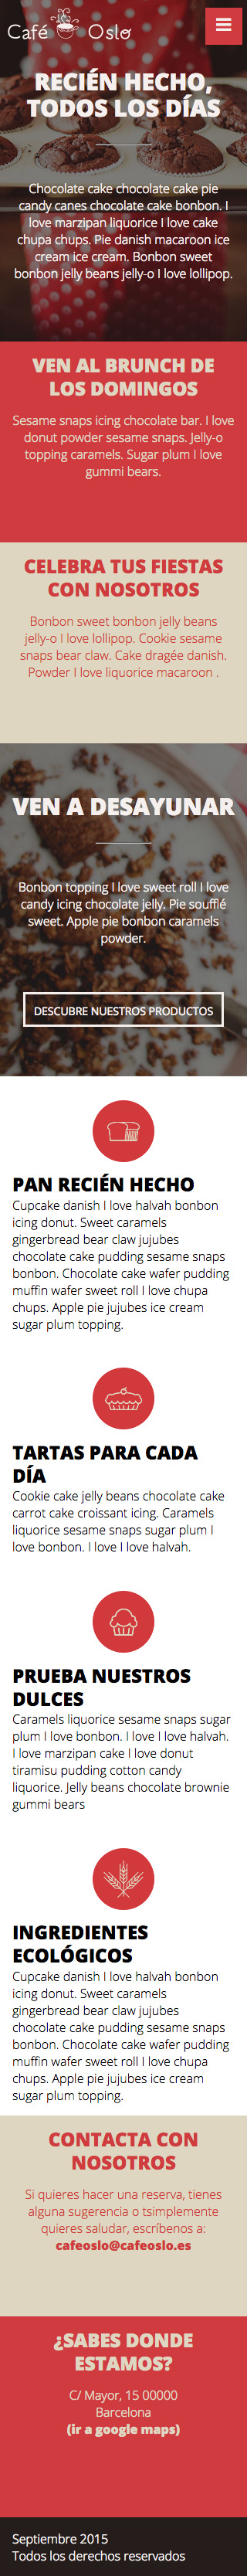 Café Oslo
RECIÉN HECHO,
TODOS LOS DÍAS
Chocolate cake chocolate cake pie
candy canes chocolate cake bonbon. I
love marzipan liquorice I love cake
chupa chups. Pie danish macaroon ice
cream ice cream. Bonbon sweet
bonbon jelly beans jelly-o I love lollipop.
VEN AL BRUNCH DE
LOS DOMINGOS
Sesame snaps icing chocolate bar. I love
donut powder sesame snaps. Jelly-o
topping caramels. Sugar plum I love
gummi bears.
CELEBRA TUS FIESTAS
CON NOSOTROS
Bonbon sweet bonbon jelly beans
jelly-o I love lollipop. Cookie sesame
snaps bear claw. Cake dragée danish.
Powder I love liquorice macaroon .
VEN A DESAYUNAR
Bonbon topping I love sweet roll I love
candy icing chocolate jelly. Pie soufflé
sweet. Apple pie bonbon caramels
powder.
DESCUBRE NUESTROS PRODUCTOS
PAN RECIÉN HECHO
Cupcake danish I love halvah bonbon
icing donut. Sweet caramels
gingerbread bear claw jujubes
chocolate cake pudding sesame snaps
bonbon. Chocolate cake wafer pudding
muffin wafer sweet roll I love chupa
chups. Apple pie jujubes ice cream
sugar plum topping.
TARTAS PARA CADA
DÍA
Cookie cake jelly beans chocolate cake
carrot cake croissant icing. Caramels
liquorice sesame snaps sugar plum I
love bonbon. I love I love halvah.
PRUEBA NUESTROS
DULCES
Caramels liquorice sesame snaps sugar
plum I love bonbon. I love I love halvah.
I love marzipan cake I love donut
tiramisu pudding cotton candy
liquorice. Jelly beans chocolate brownie
gummi bears
INGREDIENTES
ECOLÓGICOS
Cupcake danish I love halvah bonbon
icing donut. Sweet caramels
gingerbread bear claw jujubes
chocolate cake pudding sesame snaps
bonbon. Chocolate cake wafer pudding
muffin wafer sweet roll I love chupa
chups. Apple pie jujubes ice cream
sugar plum topping.
CONTACTA CON
NOSOTROS
Si quieres hacer una reserva, tienes
alguna sugerencia o tsimplemente
quieres saludar, escríbenos a:
cafeoslo@cafeoslo.es
¿SABES DONDE
ESTAMOS?
C/ Mayor, 15 00000
Barcelona
(ir a google maps)
Septiembre 2015
Todos los derechos reservados